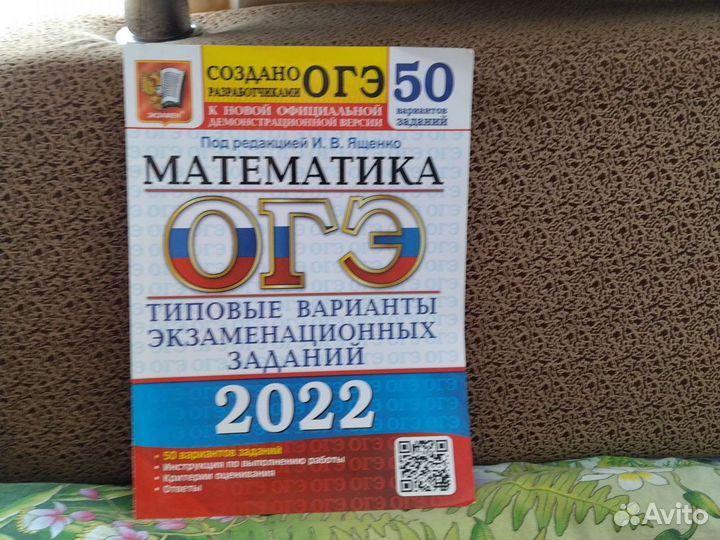 СОЗДАНО
РАЗРАБОТЧИКАМИ
ОГЭ
50
вариантов
заданий
К НОВОЙ ОФИЦИАЛЬНОЙ
ДЕМОНСТРАЦИОННОЙ ВЕРСИИ
ЭКЗАМЕН
Под редакцией И. В. Ященко
МАТЕМАТИКА
ОГЭ
ТИПОВЫЕ ВАРИАНТЫ
ЭКЗАМЕНАЦИОННЫХ
ЗАДАНИЙ
2022
• 50 вариантов заданий
• Инструкция по выполнению работы
• Критерии оценивания
• Ответы
Avito